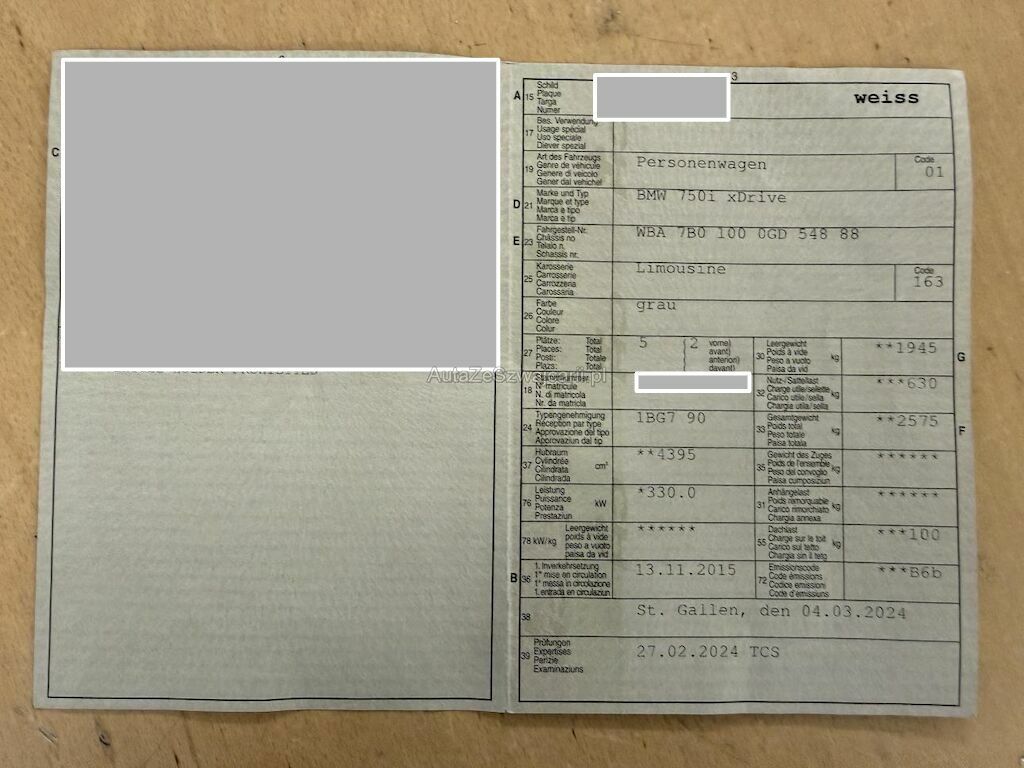 3
A
15
Schild
Plaque
Targa
Numer
weiss
17
Bes. Verwendung
Usage spécial
Uso speciale
Diever spezial
C
19
Art des Fahrzeugs
Genre de véhicule
Genere di veicolo
Gener dal vehichel
Personenwagen
Code
01
D
21
Marke und Typ
Marque et type
Marca e tipo
Marca e tip
BMW 750i xDrive
E
23
Fahrgestell-Nr.
Châssis no
Telaio n.
Schassis nr.
WBA 7B0 100 0GD 548 88
25
Karosserie
Carrosserie
Carrozzeria
Carossaria
Limousine
Code
163
26
Farbe
Couleur
Colore
Colur
grau
27
Plätze: Total
Places: Total
Posti: Totale
Plazs: Total
5
( 2 vorne)
avant)
anteriori)
davant)
30
Leergewicht
Poids à vide
Peso a vuoto
Paisa da vid
kg
**1945
G
AutaZeSzwajcarii.pl
18
Stammnummer
N° matricule
N. di matricola
Nr. da matricla
32
Nutz-/Sattellast
Charge utile/sellette
Carico utile/sella
Chargia utila/sella
kg
***630
24
Typengenehmigung
Réception par type
Approvazione del tipo
Approvaziun dal tip
1BG7 90
33
Gesamtgewicht
Poids total
Peso totale
Paisa totala
kg
**2575
F
37
Hubraum
Cylindrée
Cilindrata
Cilindrada
cm³
**4395
35
Gewicht des Zuges
Poids de l'ensemble
Peso del convoglio
Paisa cumposiziun
kg
******
76
Leistung
Puissance
Potenza
Prestaziun
kW
*330.0
31
Anhängelast
Poids remorquable
Carico rimorchiato
Chargia annexa
kg
******
78 kW/kg
Leergewicht
poids à vide
peso a vuoto
paisa da vid
******
55
Dachlast
Charge sur le toit
Carico sul tetto
Chargia sin il tetg
kg
***100
B
36
1. Inverkehrsetzung
1re mise en circulation
1a messa in circolazione
1. entrada en circulaziun
13.11.2015
72
Emissionscode
Code émissions
Codice emissioni
Code d'emissiuns
***B6b
38
St. Gallen, den 04.03.2024
39
Prüfungen
Expertises
Perizie
Examinaziuns
27.02.2024 TCS